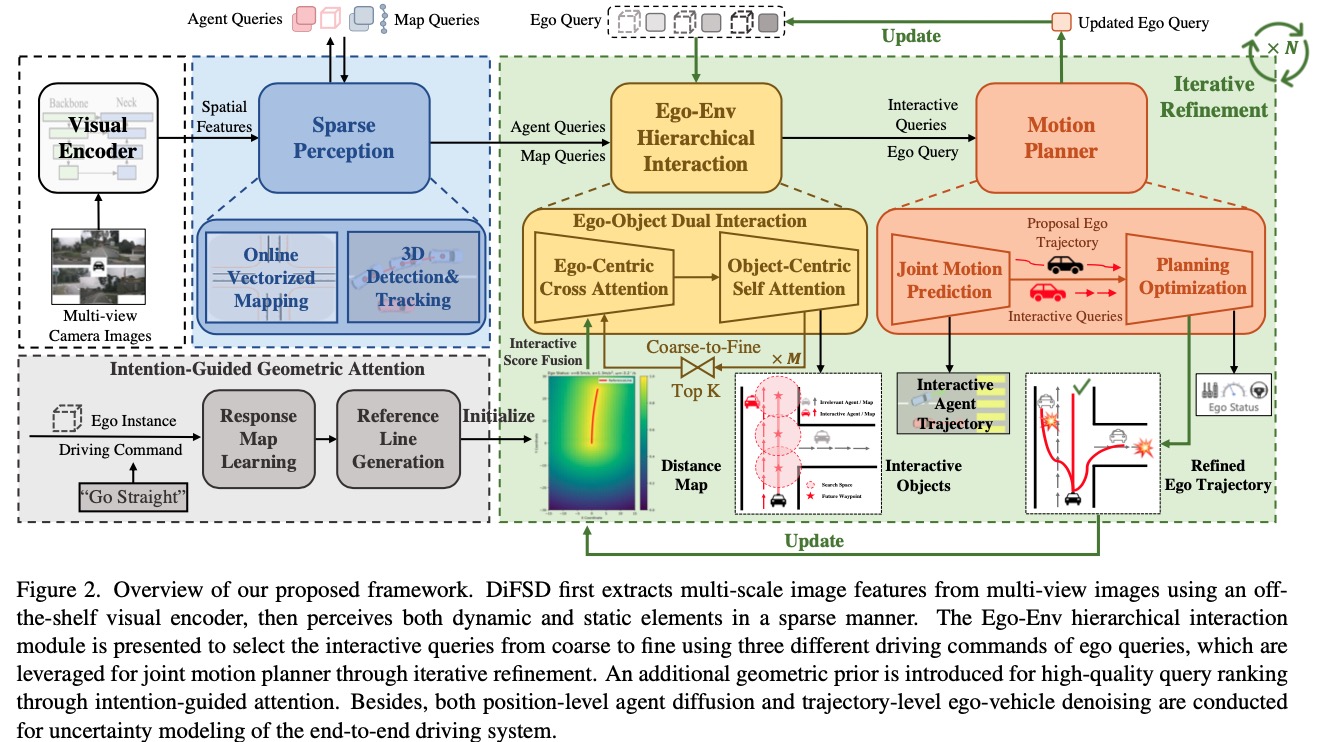 Agent Queries
Map Queries
Ego Query
Update
Updated Ego Query
× N
Iterative
Refinement
Backbone
Neck
Visual
Encoder
Spatial
Features
Sparse
Perception
Agent Queries
Map Queries
Ego-Env
Hierarchical
Interaction
Interactive
Queries
Ego Query
Motion
Planner
Multi-view
Camera Images
Online
Vectorized
Mapping
3D
Detection&
Tracking
Ego-Object Dual Interaction
Ego-Centric
Cross Attention
Object-Centric
Self Attention
Joint Motion
Prediction
Proposal Ego
Trajectory
Interactive Queries
Planning
Optimization
Interactive
Score Fusion
Coarse-to-Fine
× M
Top K
Intention-Guided Geometric Attention
Ego Instance
Driving Command
"Go Straight"
Response
Map
Learning
Reference
Line
Generation
Initialize
Distance
Map
Irrelevant Agent / Map
Interactive Agent / Map
Search Space
Future Waypoint
Interactive
Objects
Interactive
Agent
Trajectory
Refined
Ego Trajectory
Ego Status
Update
Figure 2. Overview of our proposed framework. DiFSD first extracts multi-scale image features from multi-view images using an off-
the-shelf visual encoder, then perceives both dynamic and static elements in a sparse manner. The Ego-Env hierarchical interaction
module is presented to select the interactive queries from coarse to fine using three different driving commands of ego queries, which are
leveraged for joint motion planner through iterative refinement. An additional geometric prior is introduced for high-quality query ranking
through intention-guided attention. Besides, both position-level agent diffusion and trajectory-level ego-vehicle denoising are conducted
for uncertainty modeling of the end-to-end driving system.